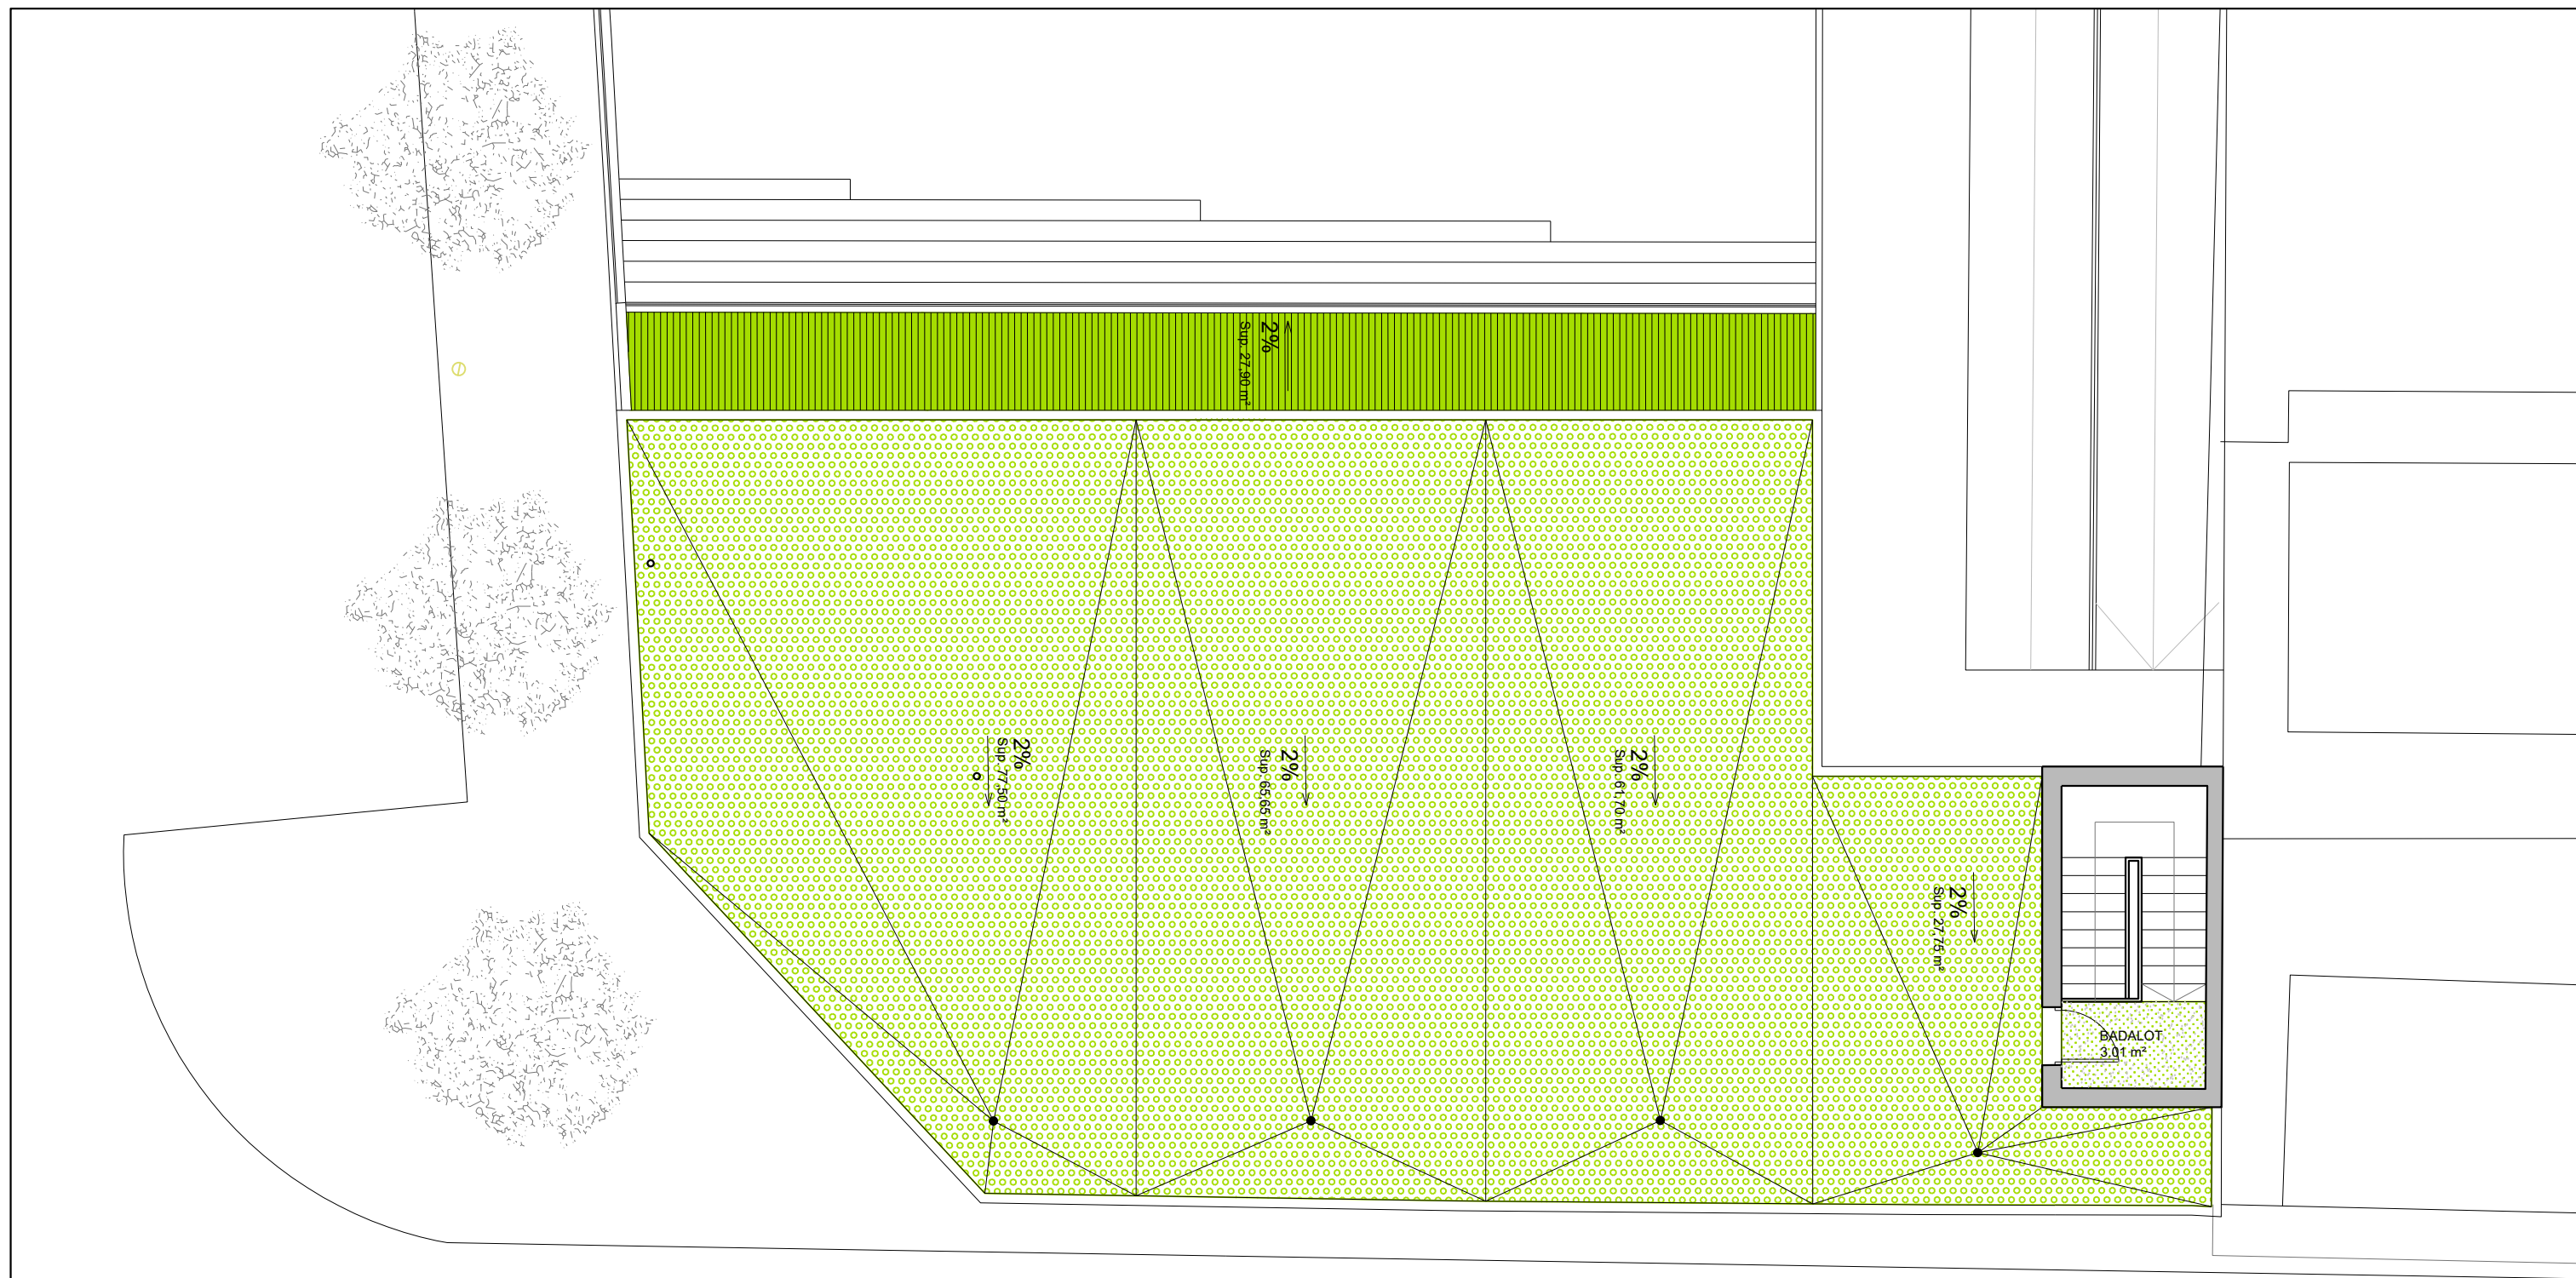 2%
Sup. 27,90 m²
2%
Sup. 77,50 m²
2%
Sup. 65,65 m²
2%
Sup. 61,70 m²
2%
Sup. 27,75 m²
BADALOT
3,01 m²